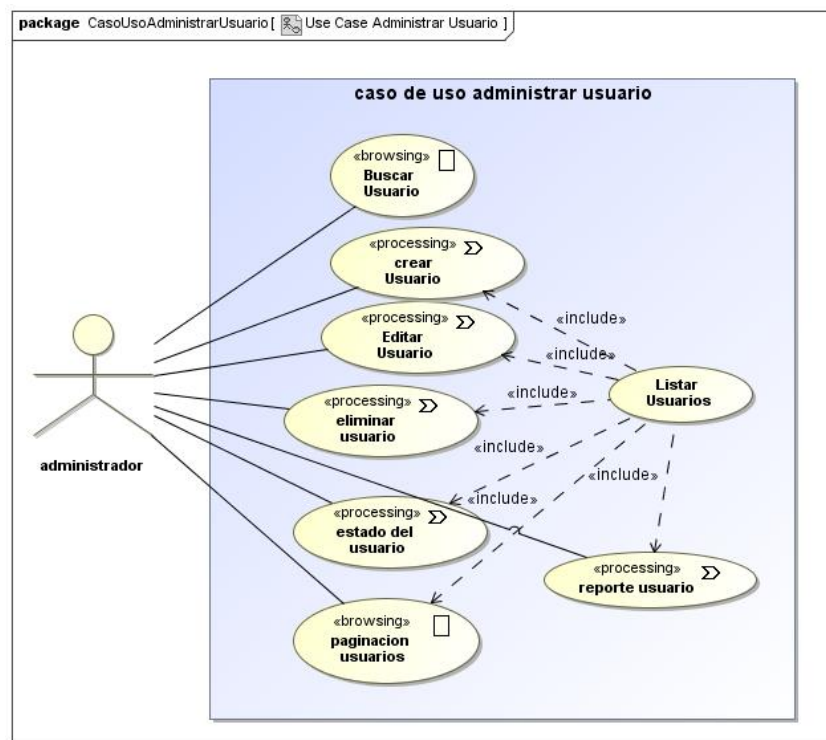 package CasoUsoAdministrarUsuario[ Use Case Administrar Usuario ]
caso de uso administrar usuario
«browsing»
Buscar
Usuario
«processing»
crear
Usuario
«include»
«processing»
Editar
Usuario
«include»
Listar
Usuarios
«processing»
eliminar
usuario
«include»
administrador
«include»
«include»
«include»
«processing»
estado del
usuario
«processing»
reporte usuario
«browsing»
paginacion
usuarios